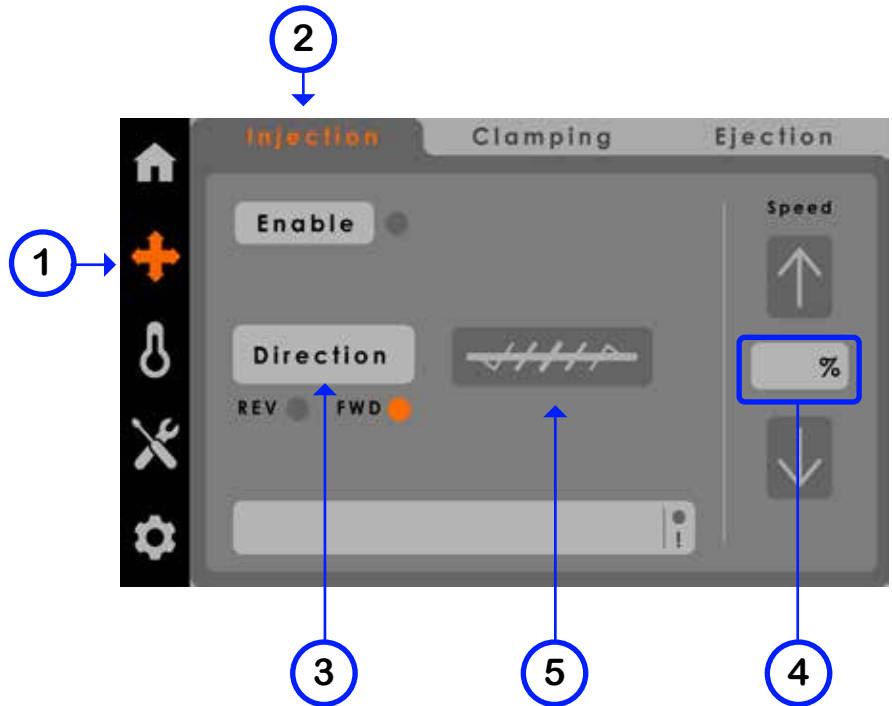 2
Injection Clamping Ejection
Enable
Speed
1
Direction
%
REV FWD
!
3 5 4